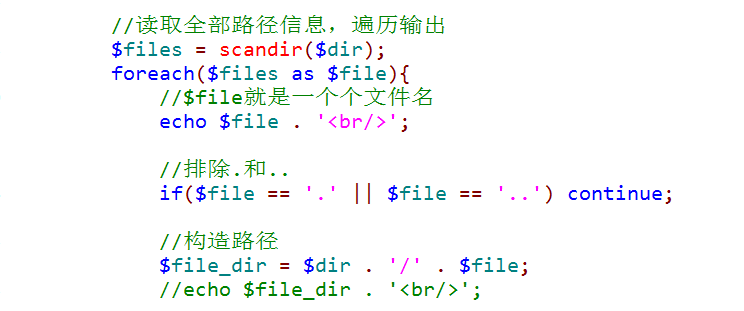 //读取全部路径信息，遍历输出
$files = scandir($dir);
foreach($files as $file){
//$file就是一个个文件名
echo $file . '<br/>';
//排除.和..
if($file == '.' || $file == '..') continue;
//构造路径
$file_dir = $dir . '/' . $file;
//echo $file_dir . '<br/>';